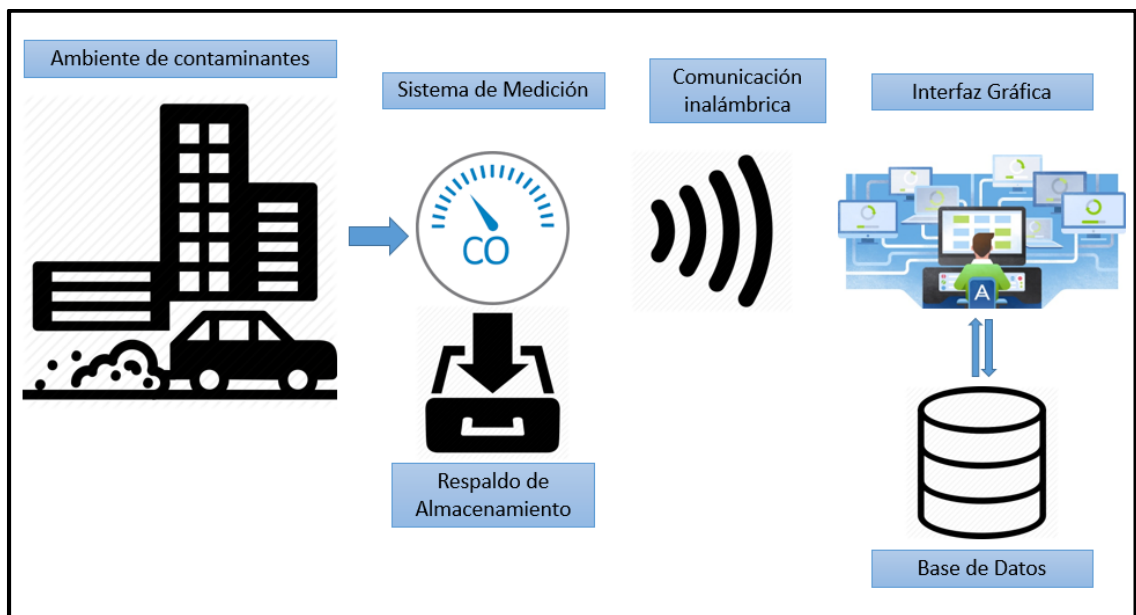 Ambiente de contaminantes
Sistema de Medición
Comunicación
inalámbrica
Interfaz Gráfica
CO
A
Respaldo de
Almacenamiento
Base de Datos